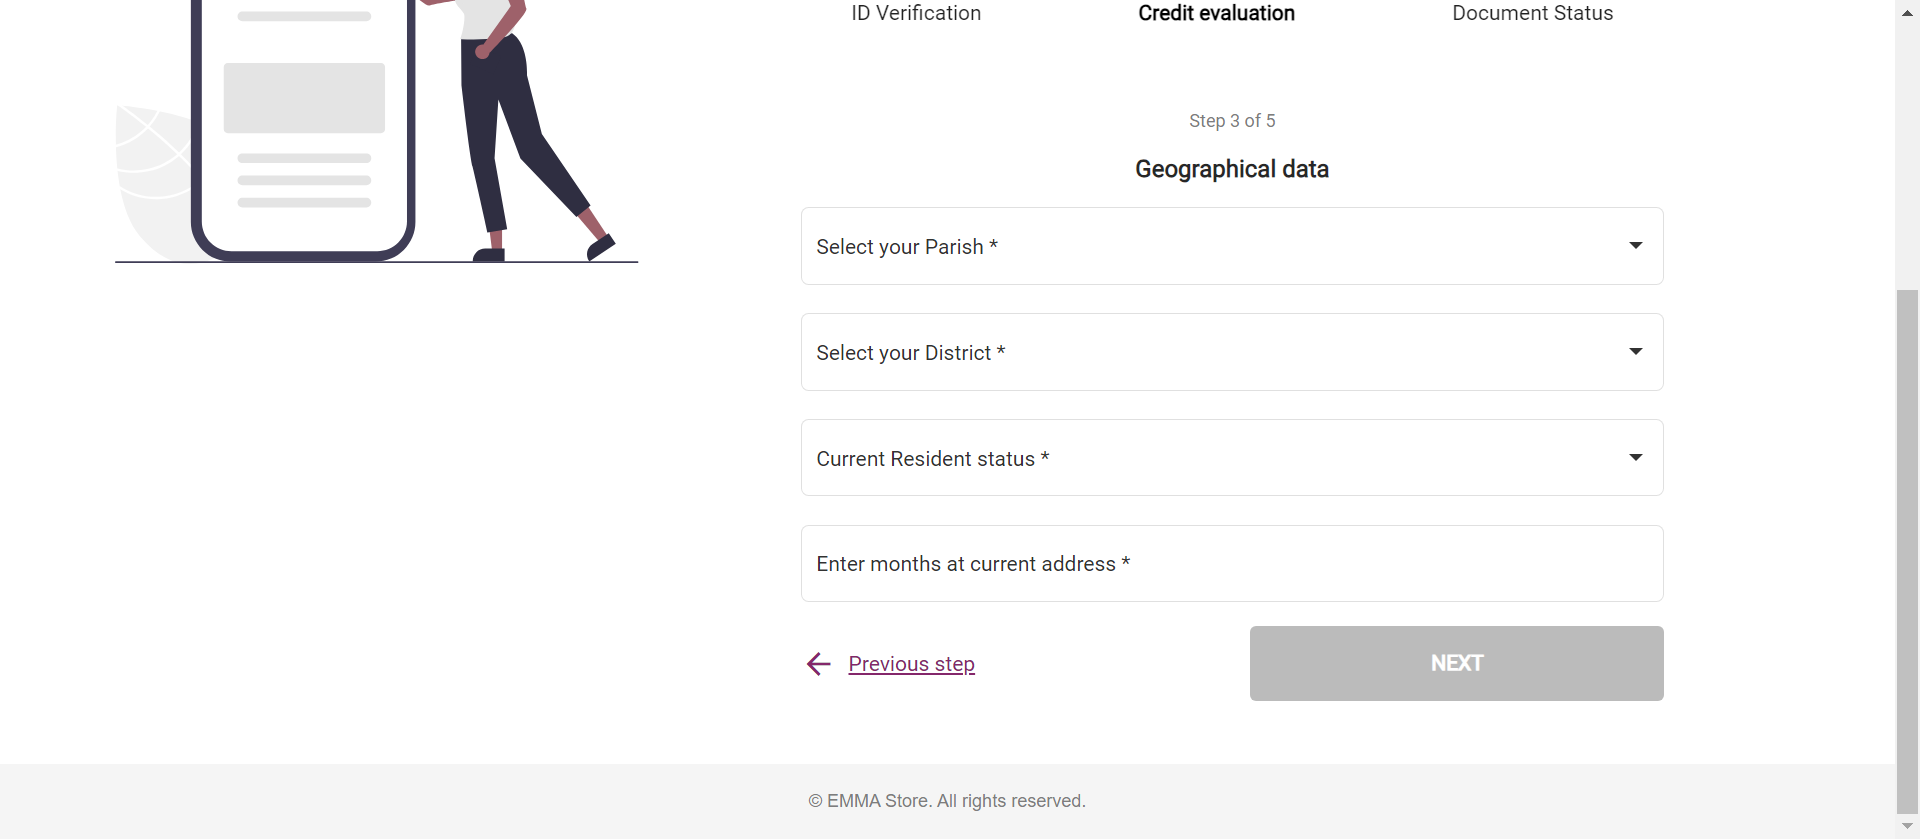 ID Verification
Credit evaluation
Document Status
Step 3 of 5
Geographical data
Select your Parish *
Select your District *
Current Resident status *
Enter months at current address *
Previous step
NEXT
© EMMA Store. All rights reserved.